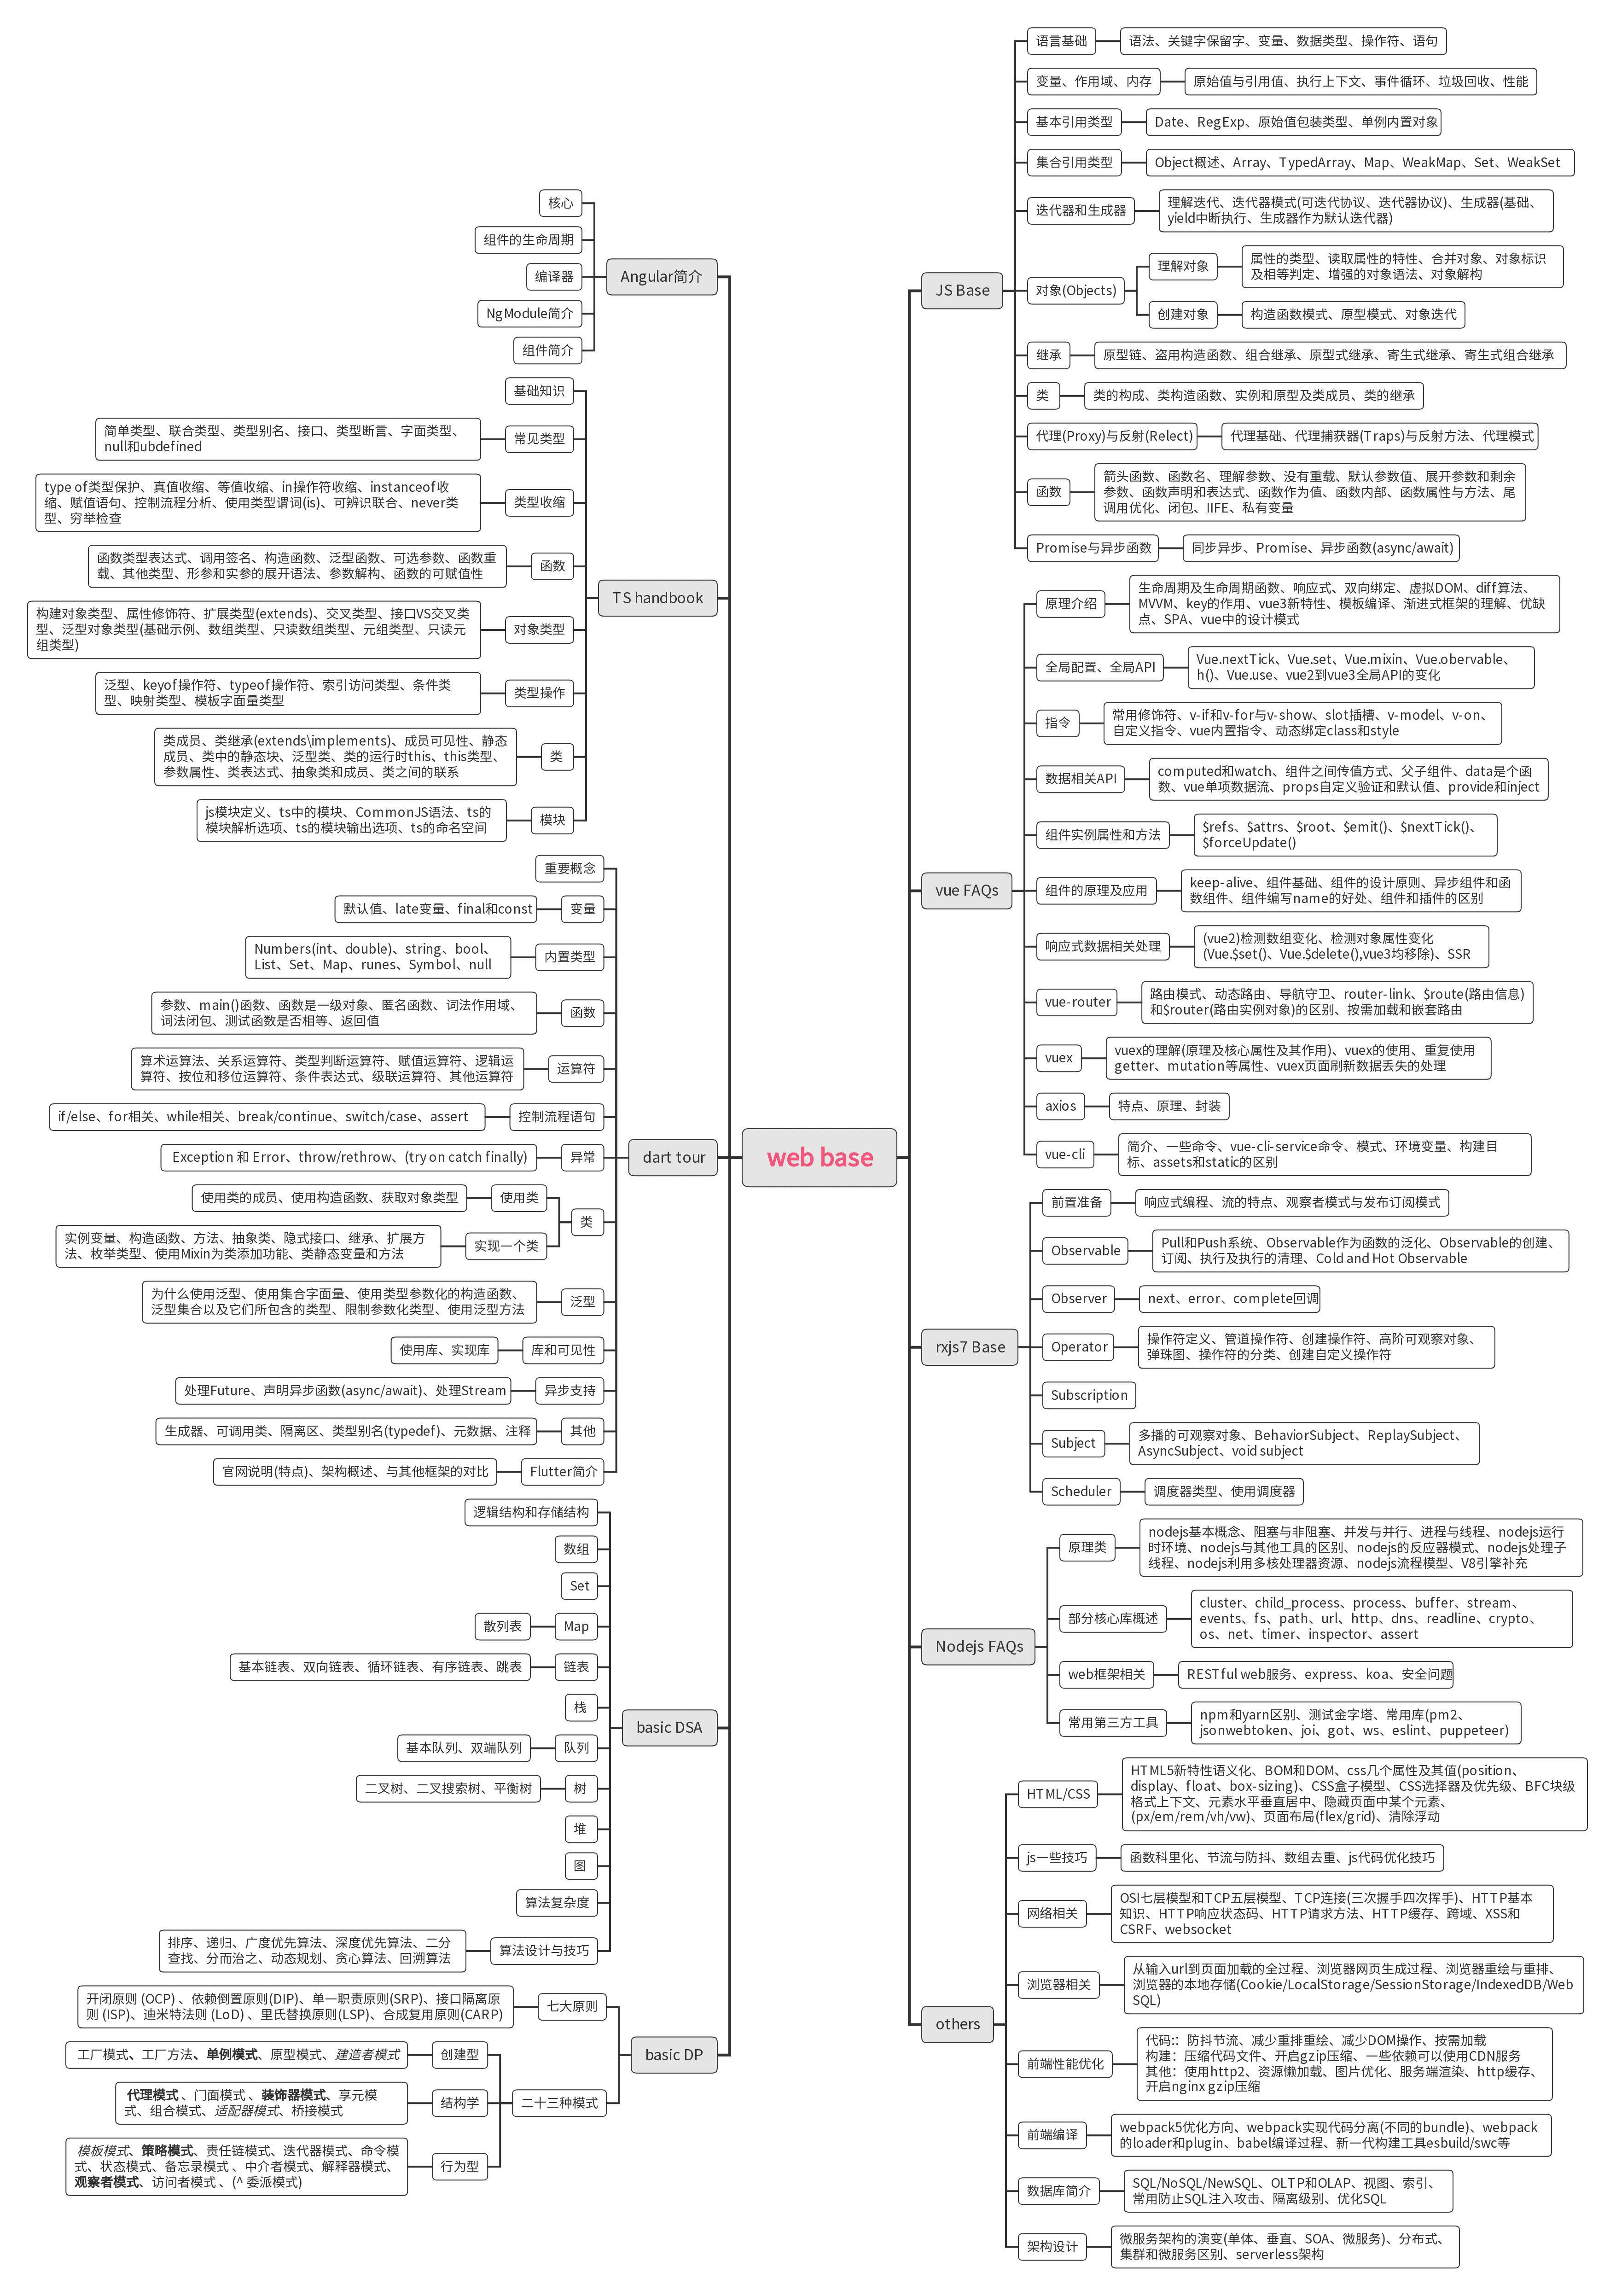 web base
JS Base
语言基础
语法、关键字保留字、变量、数据类型、操作符、语句
变量、作用域、内存
原始值与引用值、执行上下文、事件循环、垃圾回收、性能
基本引用类型
Date、RegExp、原始值包装类型、单例内置对象
集合引用类型
Object概述、Array、TypedArray、Map、WeakMap、Set、WeakSet
迭代器和生成器
理解迭代、迭代器模式(可迭代协议、迭代器协议)、生成器(基础、
yield中断执行、生成器作为默认迭代器)
对象(Objects)
理解对象
属性的类型、读取属性的特性、合并对象、对象标识
及相等判定、增强的对象语法、对象解构
创建对象
构造函数模式、原型模式、对象迭代
继承
原型链、盗用构造函数、组合继承、原型式继承、寄生式继承、寄生式组合继承
类
类的构成、类构造函数、实例和原型及类成员、类的继承
代理(Proxy)与反射(Relect)
代理基础、代理捕获器(Traps)与反射方法、代理模式
函数
箭头函数、函数名、理解参数、没有重载、默认参数值、展开参数和剩余
参数、函数声明和表达式、函数作为值、函数内部、函数属性与方法、尾
调用优化、闭包、IIFE、私有变量
Promise与异步函数
同步异步、Promise、异步函数(async/await)
vue FAQs
原理介绍
生命周期及生命周期函数、响应式、双向绑定、虚拟DOM、diff算法、
MVVM、key的作用、vue3新特性、模板编译、渐进式框架的理解、优缺
点、SPA、vue中的设计模式
全局配置、全局API
Vue.nextTick、Vue.set、Vue.mixin、Vue.obervable、
h()、Vue.use、vue2到vue3全局API的变化
指令
常用修饰符、v-if和v-for与v-show、slot插槽、v-model、v-on、
自定义指令、vue内置指令、动态绑定class和style
数据相关API
computed和watch、组件之间传值方式、父子组件、data是个函
数、vue单项数据流、props自定义验证和默认值、provide和inject
组件实例属性和方法
$refs、$attrs、$root、$emit()、$nextTick()、
$forceUpdate()
组件的原理及应用
keep-alive、组件基础、组件的设计原则、异步组件和函
数组件、组件编写name的好处、组件和插件的区别
响应式数据相关处理
(vue2)检测数组变化、检测对象属性变化
(Vue.$set()、Vue.$delete(),vue3均移除)、SSR
vue-router
路由模式、动态路由、导航守卫、router-link、$route(路由信息)
和$router(路由实例对象)的区别、按需加载和嵌套路由
vuex
vuex的理解(原理及核心属性及其作用)、vuex的使用、重复使用
getter、mutation等属性、vuex页面刷新数据丢失的处理
axios
特点、原理、封装
vue-cli
简介、一些命令、vue-cli-service命令、模式、环境变量、构建目
标、assets和static的区别
rxjs7 Base
前置准备
响应式编程、流的特点、观察者模式与发布订阅模式
Observable
Pull和Push系统、Observable作为函数的泛化、Observable的创建、
订阅、执行及执行的清理、Cold and Hot Observable
Observer
next、error、complete回调
Operator
操作符定义、管道操作符、创建操作符、高阶可观察对象、
弹珠图、操作符的分类、创建自定义操作符
Subscription
Subject
多播的可观察对象、BehaviorSubject、ReplaySubject、
AsyncSubject、void subject
Scheduler
调度器类型、使用调度器
Nodejs FAQs
原理类
nodejs基本概念、阻塞与非阻塞、并发与并行、进程与线程、nodejs运行
时环境、nodejs与其他工具的区别、nodejs的反应器模式、nodejs处理子
线程、nodejs利用多核处理器资源、nodejs流程模型、V8引擎补充
部分核心库概述
cluster、child_process、process、buffer、stream、
events、fs、path、url、http、dns、readline、crypto、
os、net、timer、inspector、assert
web框架相关
RESTful web服务、express、koa、安全问题
常用第三方工具
npm和yarn区别、测试金字塔、常用库(pm2、
jsonwebtoken、joi、got、ws、eslint、puppeteer)
others
HTML/CSS
HTML5新特性语义化、BOM和DOM、css几个属性及其值(position、
display、float、box-sizing)、CSS盒子模型、CSS选择器及优先级、BFC块级
格式上下文、元素水平垂直居中、隐藏页面中某个元素、
(px/em/rem/vh/vw)、页面布局(flex/grid)、清除浮动
js一些技巧
函数科里化、节流与防抖、数组去重、js代码优化技巧
网络相关
OSI七层模型和TCP五层模型、TCP连接(三次握手四次挥手)、HTTP基本
知识、HTTP响应状态码、HTTP请求方法、HTTP缓存、跨域、XSS和
CSRF、websocket
浏览器相关
从输入url到页面加载的全过程、浏览器网页生成过程、浏览器重绘与重排、
浏览器的本地存储(Cookie/LocalStorage/SessionStorage/IndexedDB/Web
SQL)
前端性能优化
代码:：防抖节流、减少重排重绘、减少DOM操作、按需加载
构建：压缩代码文件、开启gzip压缩、一些依赖可以使用CDN服务
其他：使用http2、资源懒加载、图片优化、服务端渲染、http缓存、
开启nginx gzip压缩
前端编译
webpack5优化方向、webpack实现代码分离(不同的bundle)、webpack
的loader和plugin、babel编译过程、新一代构建工具esbuild/swc等
数据库简介
SQL/NoSQL/NewSQL、OLTP和OLAP、视图、索引、
常用防止SQL注入攻击、隔离级别、优化SQL
架构设计
微服务架构的演变(单体、垂直、SOA、微服务)、分布式、
集群和微服务区别、serverless架构
Angular简介
核心
组件的生命周期
编译器
NgModule简介
组件简介
TS handbook
基础知识
常见类型
简单类型、联合类型、类型别名、接口、类型断言、字面类型、
null和ubdefined
类型收缩
type of类型保护、真值收缩、等值收缩、in操作符收缩、instanceof收
缩、赋值语句、控制流程分析、使用类型谓词(is)、可辨识联合、never类
型、穷举检查
函数
函数类型表达式、调用签名、构造函数、泛型函数、可选参数、函数重
载、其他类型、形参和实参的展开语法、参数解构、函数的可赋值性
对象类型
构建对象类型、属性修饰符、扩展类型(extends)、交叉类型、接口VS交叉类
型、泛型对象类型(基础示例、数组类型、只读数组类型、元组类型、只读元
组类型)
类型操作
泛型、keyof操作符、typeof操作符、索引访问类型、条件类
型、映射类型、模板字面量类型
类
类成员、类继承(extends\implements)、成员可见性、静态
成员、类中的静态块、泛型类、类的运行时this、this类型、
参数属性、类表达式、抽象类和成员、类之间的联系
模块
js模块定义、ts中的模块、CommonJS语法、ts的
模块解析选项、ts的模块输出选项、ts的命名空间
dart tour
重要概念
变量
默认值、late变量、final和const
内置类型
Numbers(int、double)、string、bool、
List、Set、Map、runes、Symbol、null
函数
参数、main()函数、函数是一级对象、匿名函数、词法作用域、
词法闭包、测试函数是否相等、返回值
运算符
算术运算法、关系运算符、类型判断运算符、赋值运算符、逻辑运
算符、按位和移位运算符、条件表达式、级联运算符、其他运算符
控制流程语句
if/else、for相关、while相关、break/continue、switch/case、assert
异常
Exception 和 Error、throw/rethrow、(try on catch finally)
类
使用类
使用类的成员、使用构造函数、获取对象类型
实现一个类
实例变量、构造函数、方法、抽象类、隐式接口、继承、扩展方
法、枚举类型、使用Mixin为类添加功能、类静态变量和方法
泛型
为什么使用泛型、使用集合字面量、使用类型参数化的构造函数、
泛型集合以及它们所包含的类型、限制参数化类型、使用泛型方法
库和可见性
使用库、实现库
异步支持
处理Future、声明异步函数(async/await)、处理Stream
其他
生成器、可调用类、隔离区、类型别名(typedef)、元数据、注释
Flutter简介
官网说明(特点)、架构概述、与其他框架的对比
basic DSA
逻辑结构和存储结构
数组
Set
Map
散列表
链表
基本链表、双向链表、循环链表、有序链表、跳表
栈
队列
基本队列、双端队列
树
二叉树、二叉搜索树、平衡树
堆
图
算法复杂度
算法设计与技巧
排序、递归、广度优先算法、深度优先算法、二分
查找、分而治之、动态规划、贪心算法、回溯算法
basic DP
七大原则
开闭原则 (OCP) 、依赖倒置原则(DIP)、单一职责原则(SRP)、接口隔离原
则 (ISP)、迪米特法则 (LoD) 、里氏替换原则(LSP)、合成复用原则(CARP)
二十三种模式
创建型
工厂模式、工厂方法、单例模式、原型模式、建造者模式
结构学
代理模式 、门面模式 、装饰器模式、享元模
式、组合模式、适配器模式、桥接模式
行为型
模板模式、策略模式、责任链模式、迭代器模式、命令模
式、状态模式、备忘录模式 、中介者模式、解释器模式、
观察者模式、访问者模式 、(^ 委派模式)